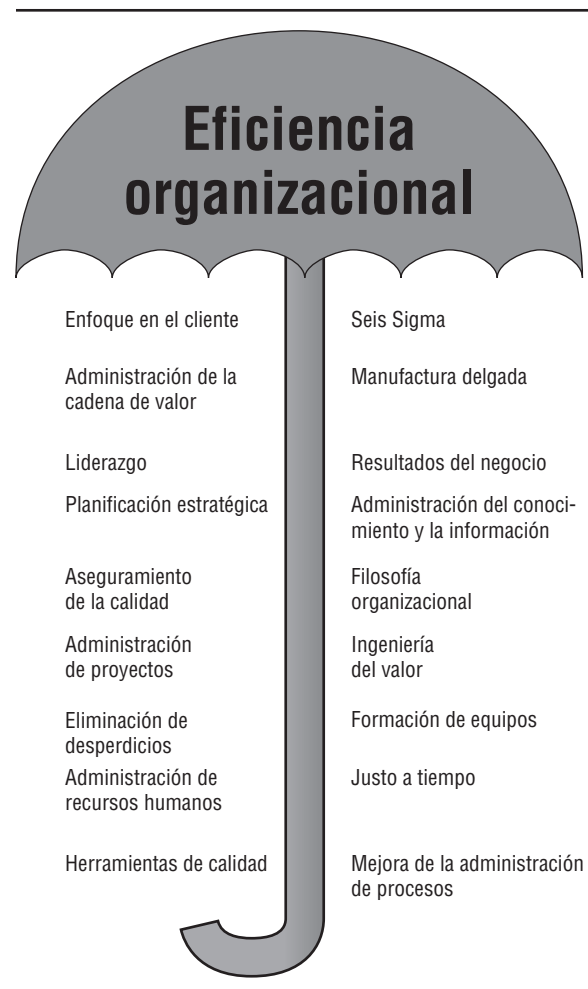 Eficiencia
organizacional
Enfoque en el cliente
Administración de la
cadena de valor
Liderazgo
Planificación estratégica
Aseguramiento
de la calidad
Administración
de proyectos
Eliminación de
desperdicios
Administración de
recursos humanos
Herramientas de calidad
Seis Sigma
Manufactura delgada
Resultados del negocio
Administración del conoci-
miento y la información
Filosofía
organizacional
Ingeniería
del valor
Formación de equipos
Justo a tiempo
Mejora de la administración
de procesos